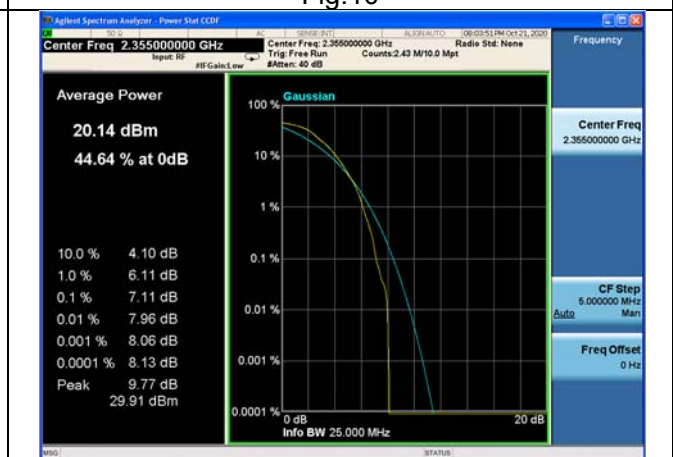 Fig.10
Agilent Spectrum Analyzer - Power Stat CCDF
50 Ω AC SENSE:INT ALIGN AUTO 08:03:51 PM Oct 21, 2020
Center Freq 2.355000000 GHz
Input: RF
#IFGain:Low
Center Freq: 2.355000000 GHz
Radio Std: None
Trig: Free Run Counts:2.43 M/10.0 Mpt
#Atten: 40 dB
Frequency
Average Power
20.14 dBm
44.64 % at 0dB
10.0 % 4.10 dB
1.0 % 6.11 dB
0.1 % 7.11 dB
0.01 % 7.96 dB
0.001 % 8.06 dB
0.0001 % 8.13 dB
Peak 9.77 dB
29.91 dBm
Gaussian
100 %
10 %
1 %
0.1 %
0.01 %
0.001 %
0.0001 %
0 dB 20 dB
Info BW 25.000 MHz
Center Freq
2.355000000 GHz
CF Step
5.000000 MHz
Auto Man
Freq Offset
0 Hz
MSG STATUS